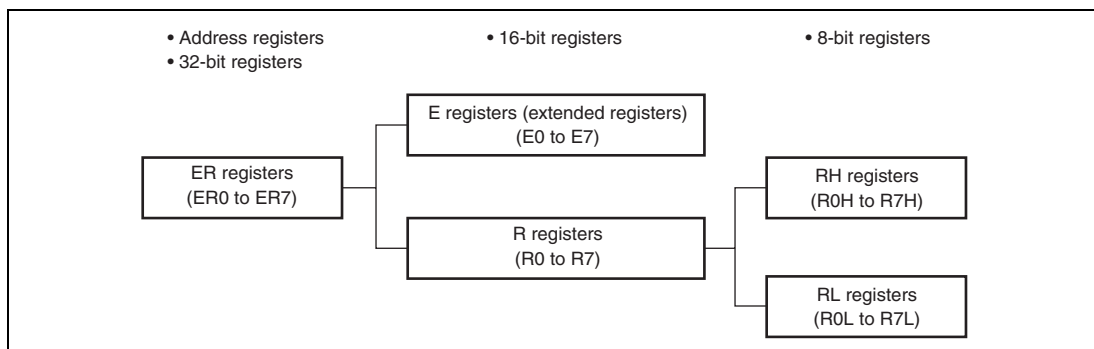 • Address registers
• 32-bit registers
• 16-bit registers
• 8-bit registers
E registers (extended registers)
(E0 to E7)
ER registers
(ER0 to ER7)
RH registers
(R0H to R7H)
R registers
(R0 to R7)
RL registers
(R0L to R7L)